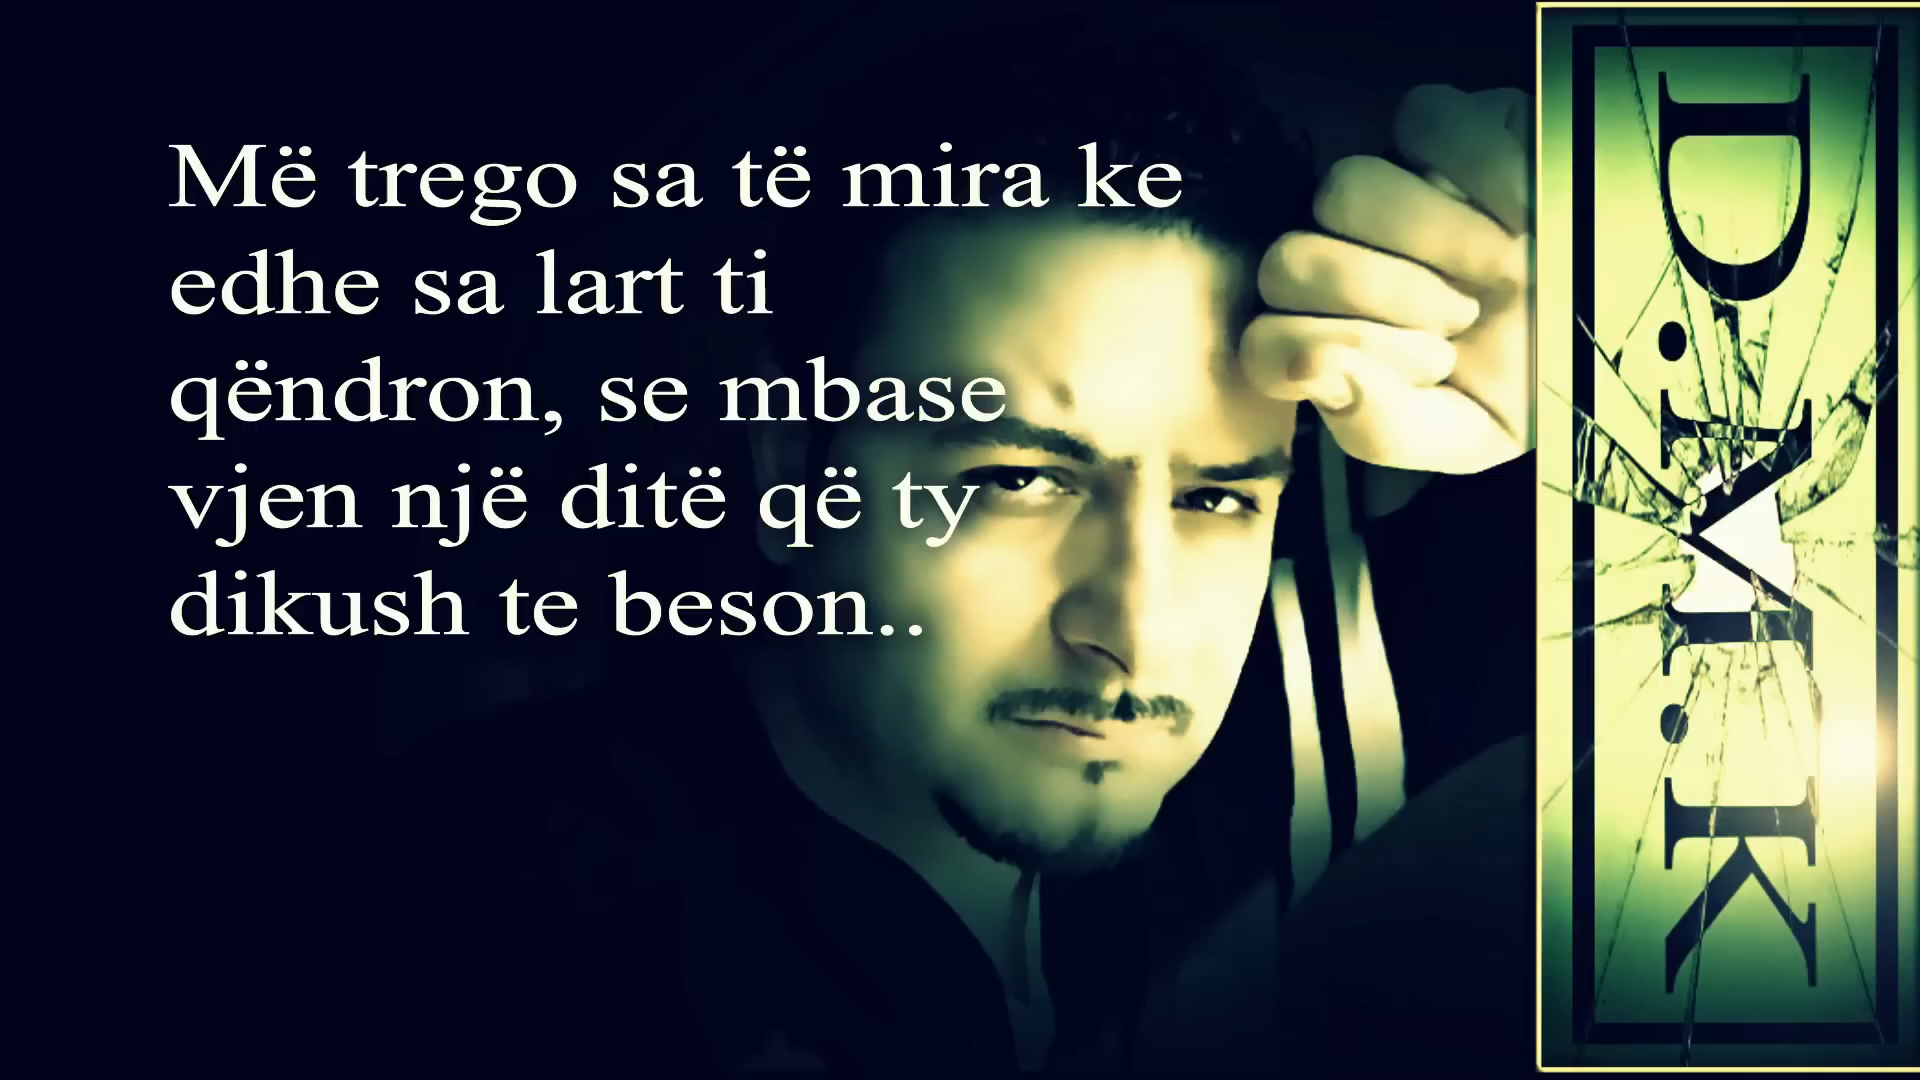 Më trego sa të mira ke
edhe sa lart ti
qëndron, se mbase
vjen një ditë që ty
dikush te beson..
D.M.K